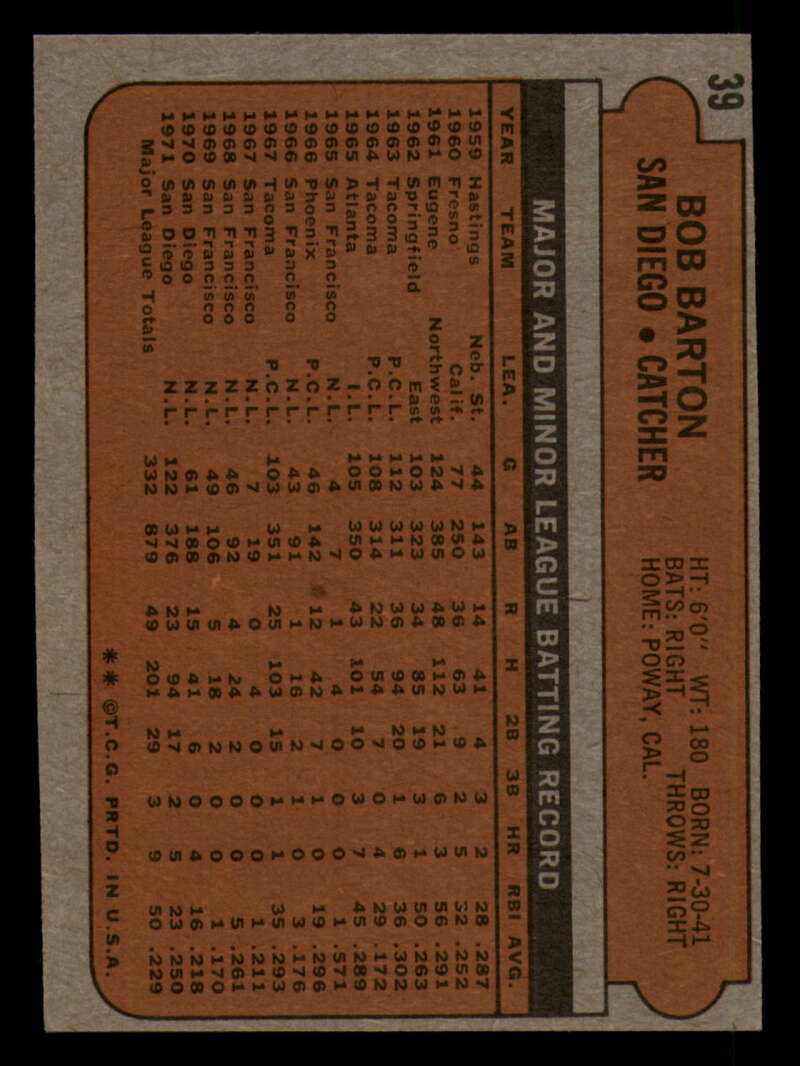 39
BOB BARTON
SAN DIEGO • CATCHER
HT: 6'0" WT: 180 BORN: 7-30-41
BATS: RIGHT THROWS: RIGHT
HOME: POWAY, CAL.
MAJOR AND MINOR LEAGUE BATTING RECORD
YEAR TEAM LEA. G AB R H 2B 3B HR RBI AVG.
1959 Hastings Neb. St. 44 143 14 41 4 3 2 28 .287
1960 Fresno Calif. 77 250 36 63 9 2 5 32 .252
1961 Eugene Northwest 124 385 48 112 21 6 3 56 .291
1962 Springfield East 103 323 34 85 19 3 1 50 .263
1963 Tacoma P.C.L. 112 311 36 94 20 1 6 36 .302
1964 Tacoma P.C.L. 108 314 22 54 7 0 4 29 .172
1965 Atlanta I.L. 105 350 43 101 10 3 7 45 .289
1965 San Francisco N.L. 4 7 1 4 0 0 0 1 .571
1966 Phoenix P.C.L. 46 142 12 42 7 1 0 19 .296
1966 San Francisco N.L. 43 91 1 16 2 1 0 3 .176
1967 Tacoma P.C.L. 103 351 25 103 15 1 1 35 .293
1967 San Francisco N.L. 7 19 0 4 0 0 0 1 .211
1968 San Francisco N.L. 46 92 4 24 2 0 0 5 .261
1969 San Francisco N.L. 49 106 5 18 2 0 0 1 .170
1970 San Diego N.L. 61 188 15 41 6 0 4 16 .218
1971 San Diego N.L. 122 376 23 94 17 2 5 23 .250
Major League Totals 332 879 49 201 29 3 9 50 .229
** ©T.C.G. PRTD. IN U.S.A.